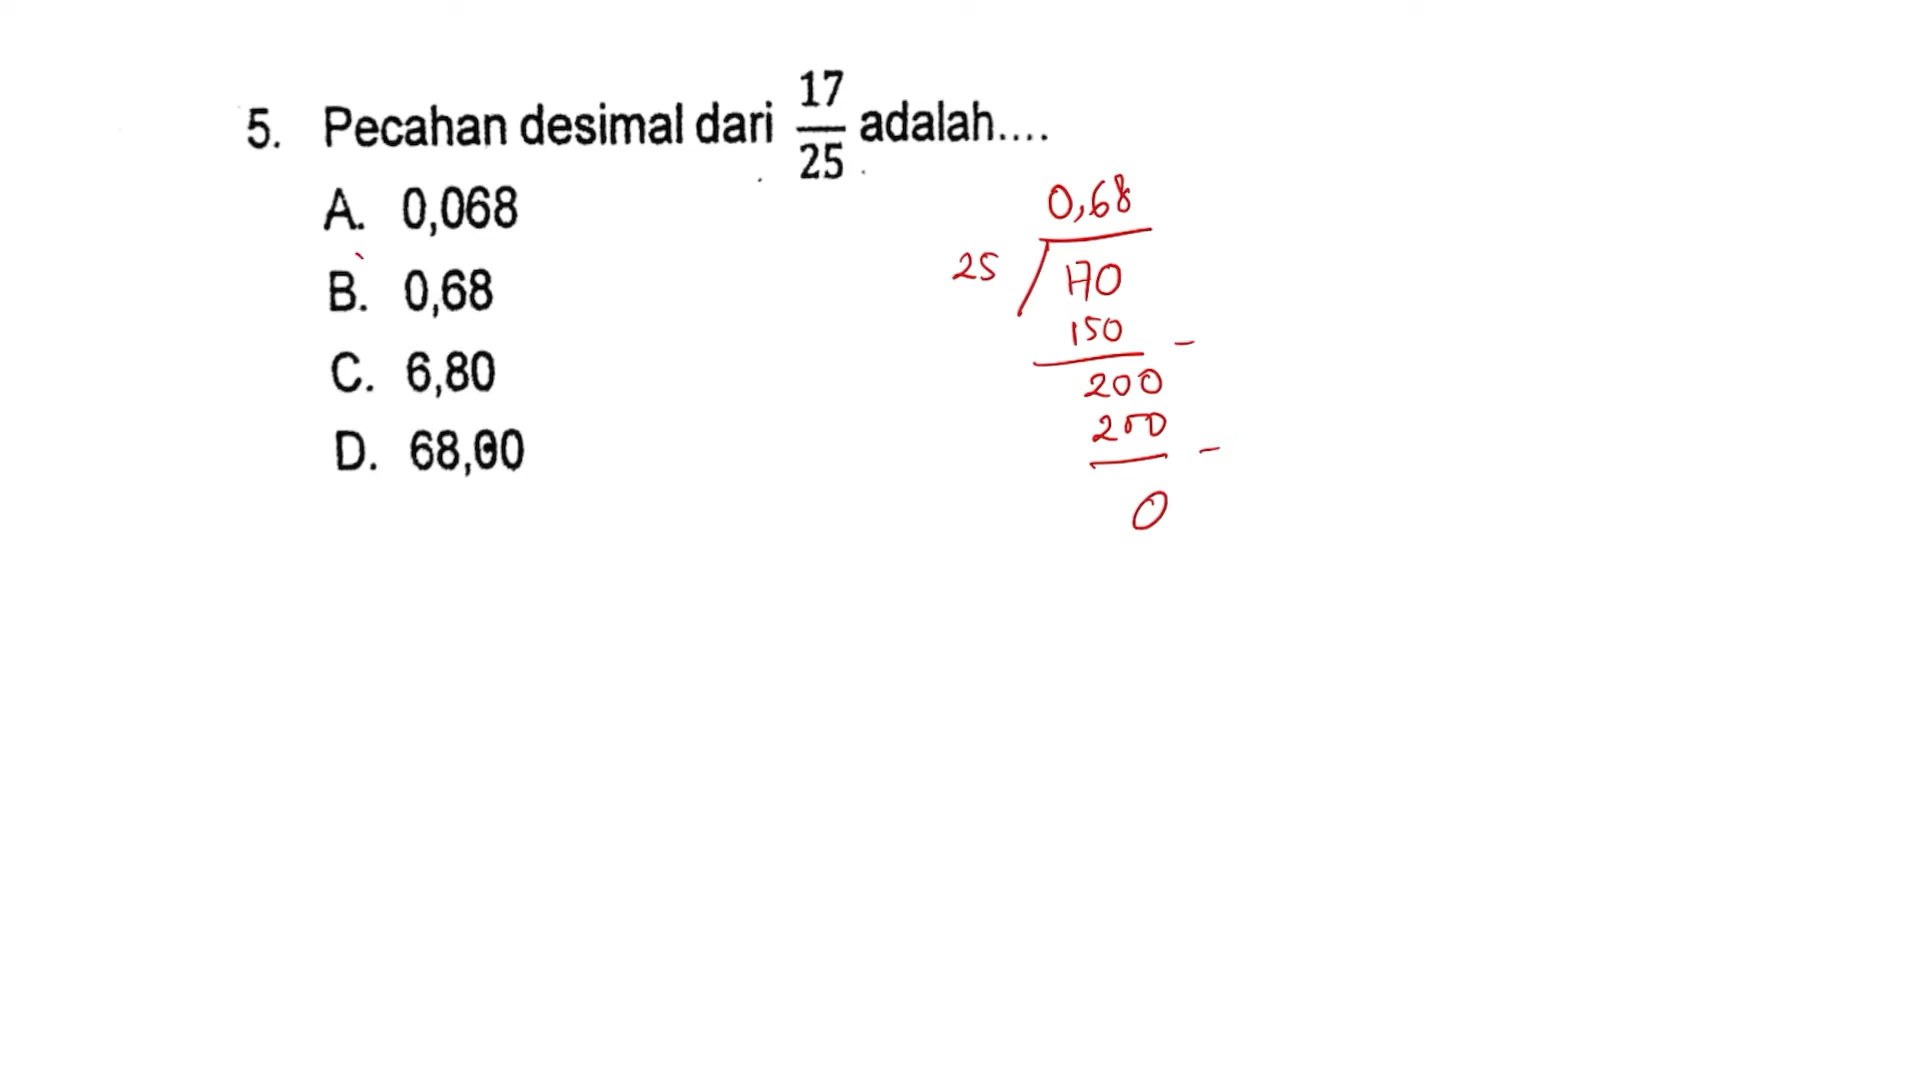 5. Pecahan desimal dari 17/25 adalah....
A. 0,068
B. 0,68
C. 6,80
D. 68,00
0,68
25 170
150 -
200
200 -
0